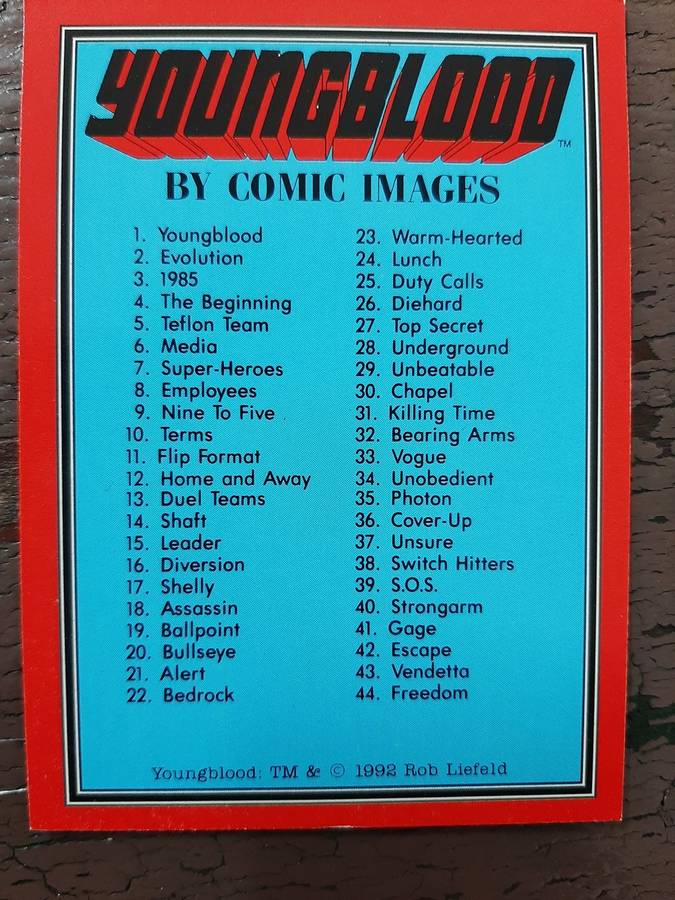 YOUNGBLOOD TM
BY COMIC IMAGES
1. Youngblood
2. Evolution
3. 1985
4. The Beginning
5. Teflon Team
6. Media
7. Super-Heroes
8. Employees
9. Nine To Five
10. Terms
11. Flip Format
12. Home and Away
13. Duel Teams
14. Shaft
15. Leader
16. Diversion
17. Shelly
18. Assassin
19. Ballpoint
20. Bullseye
21. Alert
22. Bedrock
23. Warm-Hearted
24. Lunch
25. Duty Calls
26. Diehard
27. Top Secret
28. Underground
29. Unbeatable
30. Chapel
31. Killing Time
32. Bearing Arms
33. Vogue
34. Unobedient
35. Photon
36. Cover-Up
37. Unsure
38. Switch Hitters
39. S.O.S.
40. Strongarm
41. Gage
42. Escape
43. Vendetta
44. Freedom
Youngblood: TM & © 1992 Rob Liefeld